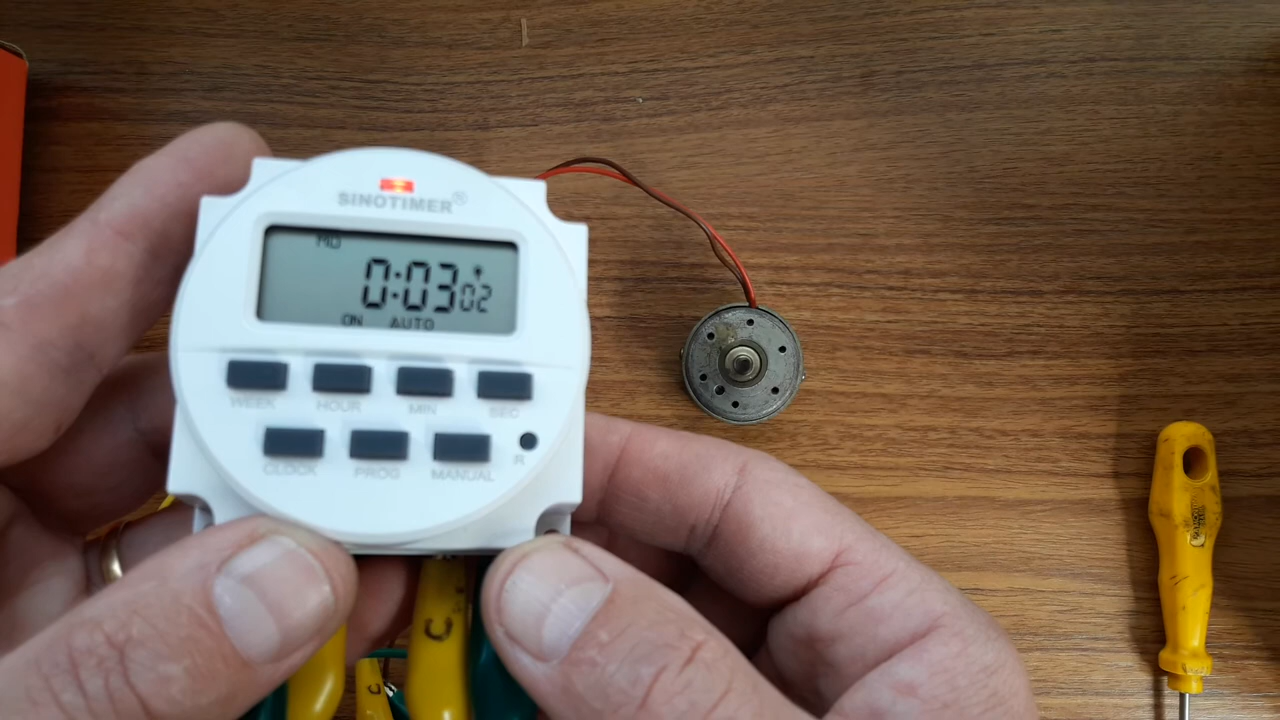 SINOTIMER®
MO
0:03 02
ON AUTO
WEEK HOUR MIN SEC
CLOCK PROG MANUAL R
C
C